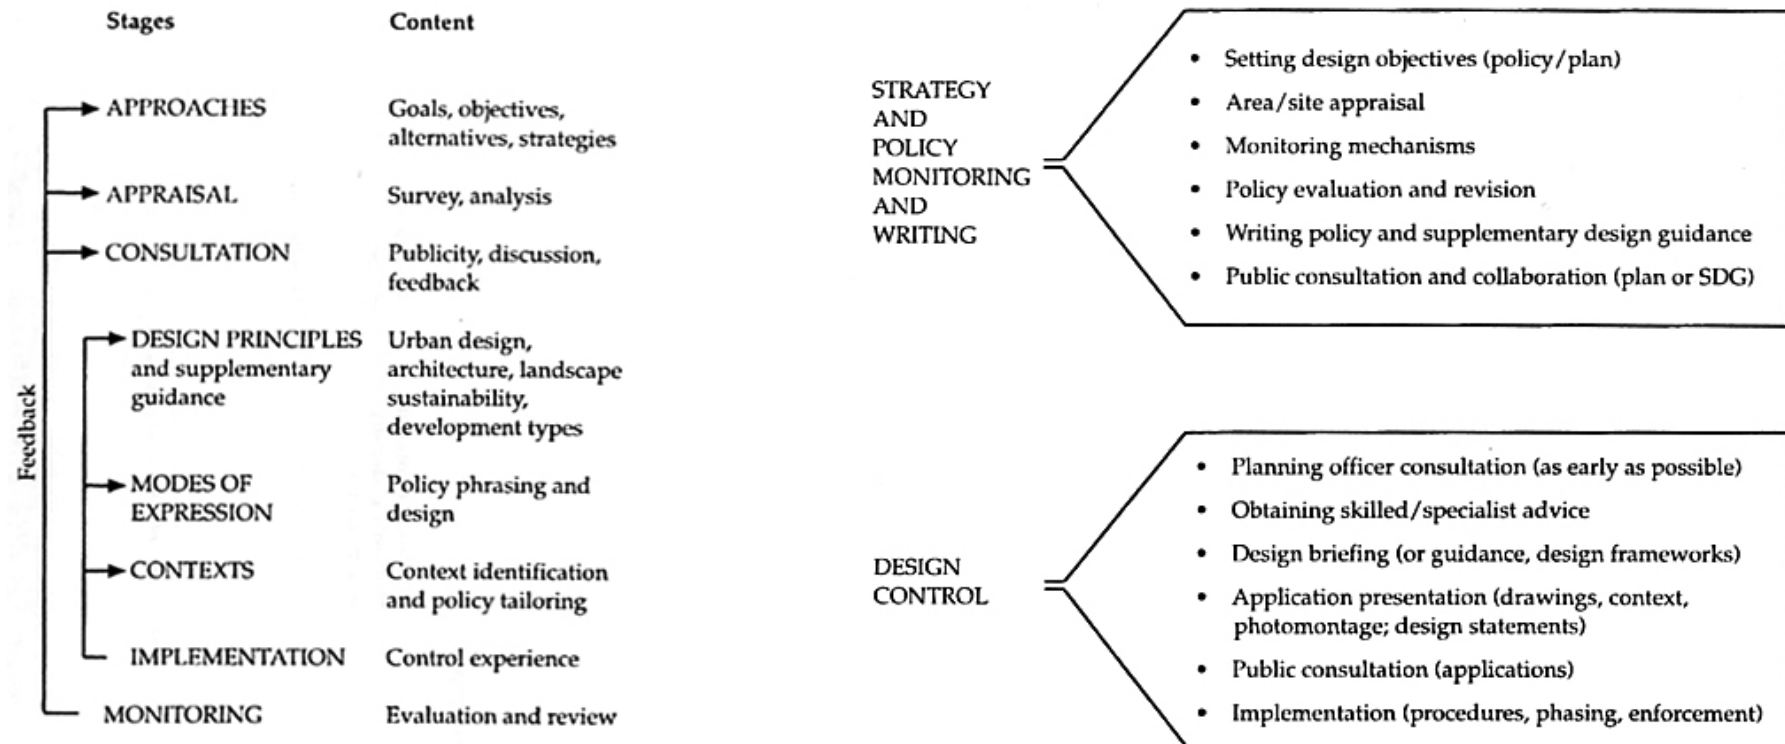 Stages Content
APPROACHES Goals, objectives,
alternatives, strategies
APPRAISAL Survey, analysis
CONSULTATION Publicity, discussion,
feedback
DESIGN PRINCIPLES Urban design,
and supplementary architecture, landscape
guidance sustainability,
development types
MODES OF Policy phrasing and
EXPRESSION design
CONTEXTS Context identification
and policy tailoring
IMPLEMENTATION Control experience
MONITORING Evaluation and review
Feedback
STRATEGY
AND
POLICY
MONITORING
AND
WRITING
• Setting design objectives (policy/plan)
• Area/site appraisal
• Monitoring mechanisms
• Policy evaluation and revision
• Writing policy and supplementary design guidance
• Public consultation and collaboration (plan or SDG)
DESIGN
CONTROL
• Planning officer consultation (as early as possible)
• Obtaining skilled/specialist advice
• Design briefing (or guidance, design frameworks)
• Application presentation (drawings, context,
photomontage; design statements)
• Public consultation (applications)
• Implementation (procedures, phasing, enforcement)